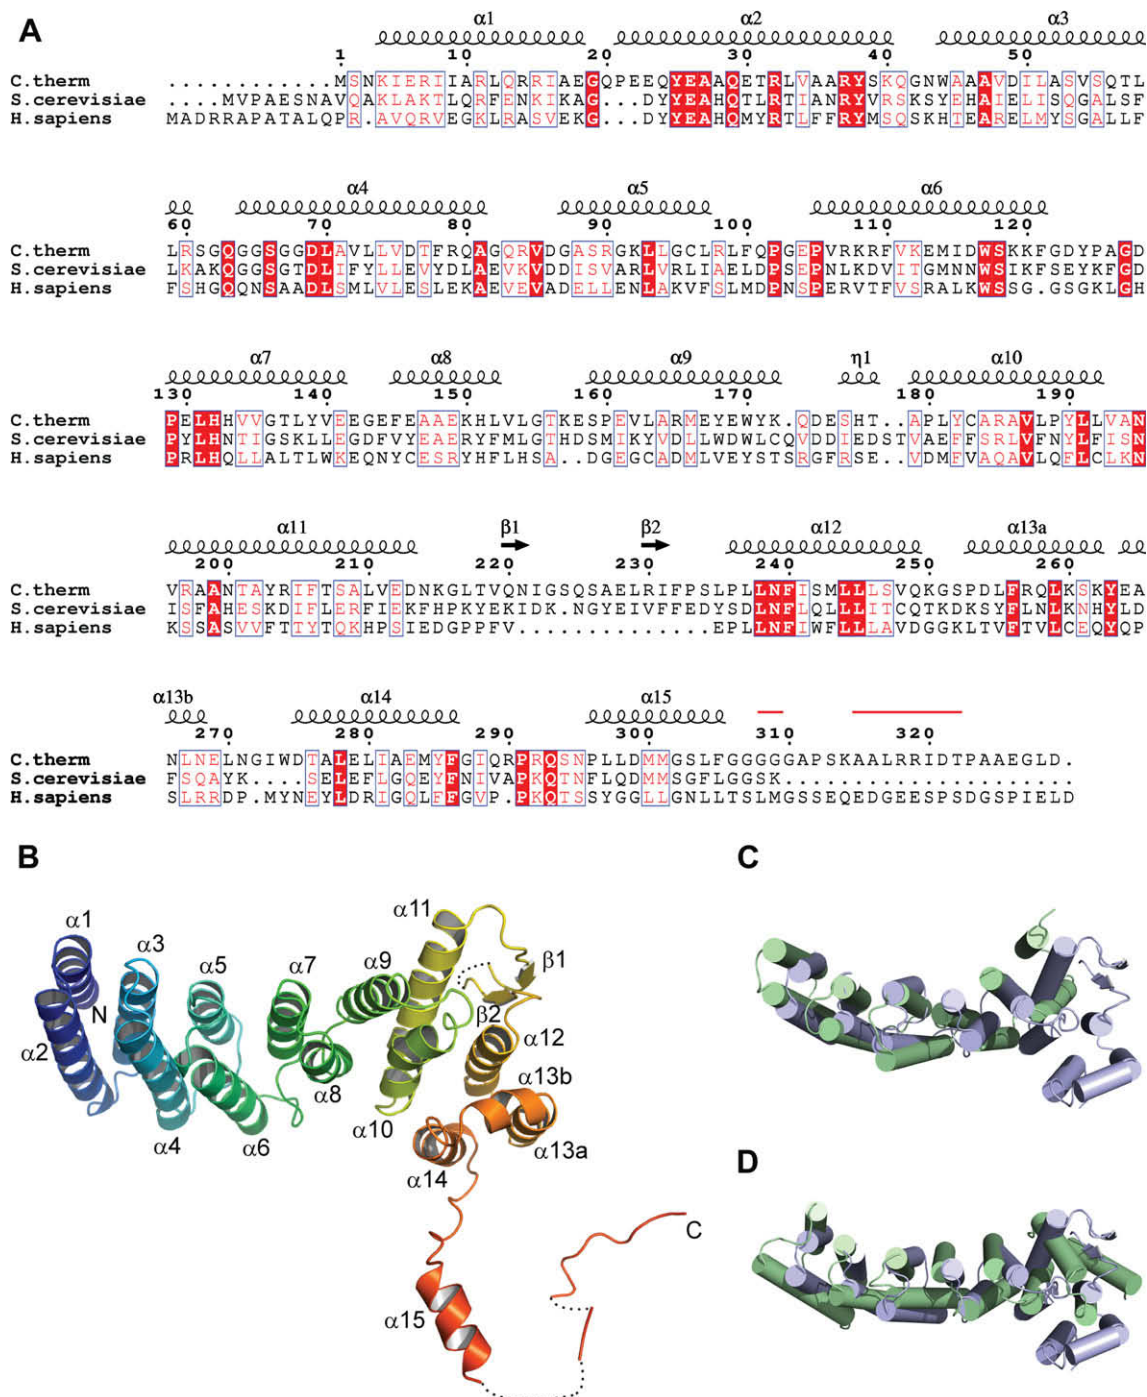 A
α1 α2 α3
1 10 20 30 40 50
C.therm ............MSNKIERIIARLQRRIAEGQPEEQYEAAQETRLVAARYSKQGNWAAAVDILASVSQTL
S.cerevisiae ....MVPAESNAVQAKLAKTLQRFENKIKAG...DYYEAHQTLRTIANRYVRSKSYEHAIELISQGALSF
H.sapiens MADRRAPATALQPR.AVQRVEGKLRASVEKG...DYYEAHQMYRTLFFRYMSQSKHTEARELMYSGALLF
α4 α5 α6
60 70 80 90 100 110 120
C.therm LRSGQGGSGGDLAVLLVDTFRQAGQRVDGASRGKLLGCLRLFQPGEPVRKRFVKEMIDWSKKFGDYPAGD
S.cerevisiae LKAKQGGSGTDLIFYLLEVYDLAEVKVDDISVARLVRLIAELDPSEPNLKDVITGMNNWSIKFSEYKFGD
H.sapiens FSHGQQNSAADLSMLVLESLEKAEVEVADELLENLAKVFSLMDPNSPERVTFVSRALKWSSG.GSGKLGH
α7 α8 α9 η1 α10
130 140 150 160 170 180 190
C.therm PELHHVVGTLYVEEGEFEAAEKHLVLGTKESPEVLARMEYEWYK.QDESHT..APLYCARAVLPYLLVAN
S.cerevisiae PYLHNTIGSKLLEGDFVYEAERYFMLGTHDSMIKYVDLLWDWLCQVDDIEDSTVAEFFSRLVFNYLFISN
H.sapiens PRLHQLLALTLWKEQNYCESRYHFLHSA..DGEGCADMLVEYSTSRGFRSE..VDMFVAQAVLQFLCLKN
α11 β1 β2 α12 α13a
200 210 220 230 240 250 260
C.therm VRAANTAYRIFTSALVEDNKGLTVQNIGSQSAELRIFPSLPLLNFISMLLLSVQKGSPDLFRQLKSKYEA
S.cerevisiae ISFAHESKDIFLERFIEKFHPKYEKIDK.NGYEIVFFEDYSDLNFLQLLLITCQTKDKSYFLNLKNHYLD
H.sapiens KSSASVVFTTYTQKHPSIEDGPPFV..............EPLLNFIWFLLLAVDGGKLTVFTVLCEQYQP
α13b α14 α15
270 280 290 300 310 320
C.therm NLNELNGIWDTALELIAEMYFGIQRPRQSNPLLDMMGSLFGGGGGAPSKAALRRIDTPAAEGLD.
S.cerevisiae FSQAYK....SELEFLGQEYFNIVAPKQTNFLQDMMSGSLFGGSK....................
H.sapiens SLRRDP.MYNEYLDRIGQLFFGVP.PKQTSSYGGLLGNLLTSLMGSSEQEDGEESPSDGSPIELD
B
α1 α3 α5 α7 α9 α11
N β1
α2 β2 α12
α4 α6 α8 α10 α13b
α14 α13a
C
α15
C
D